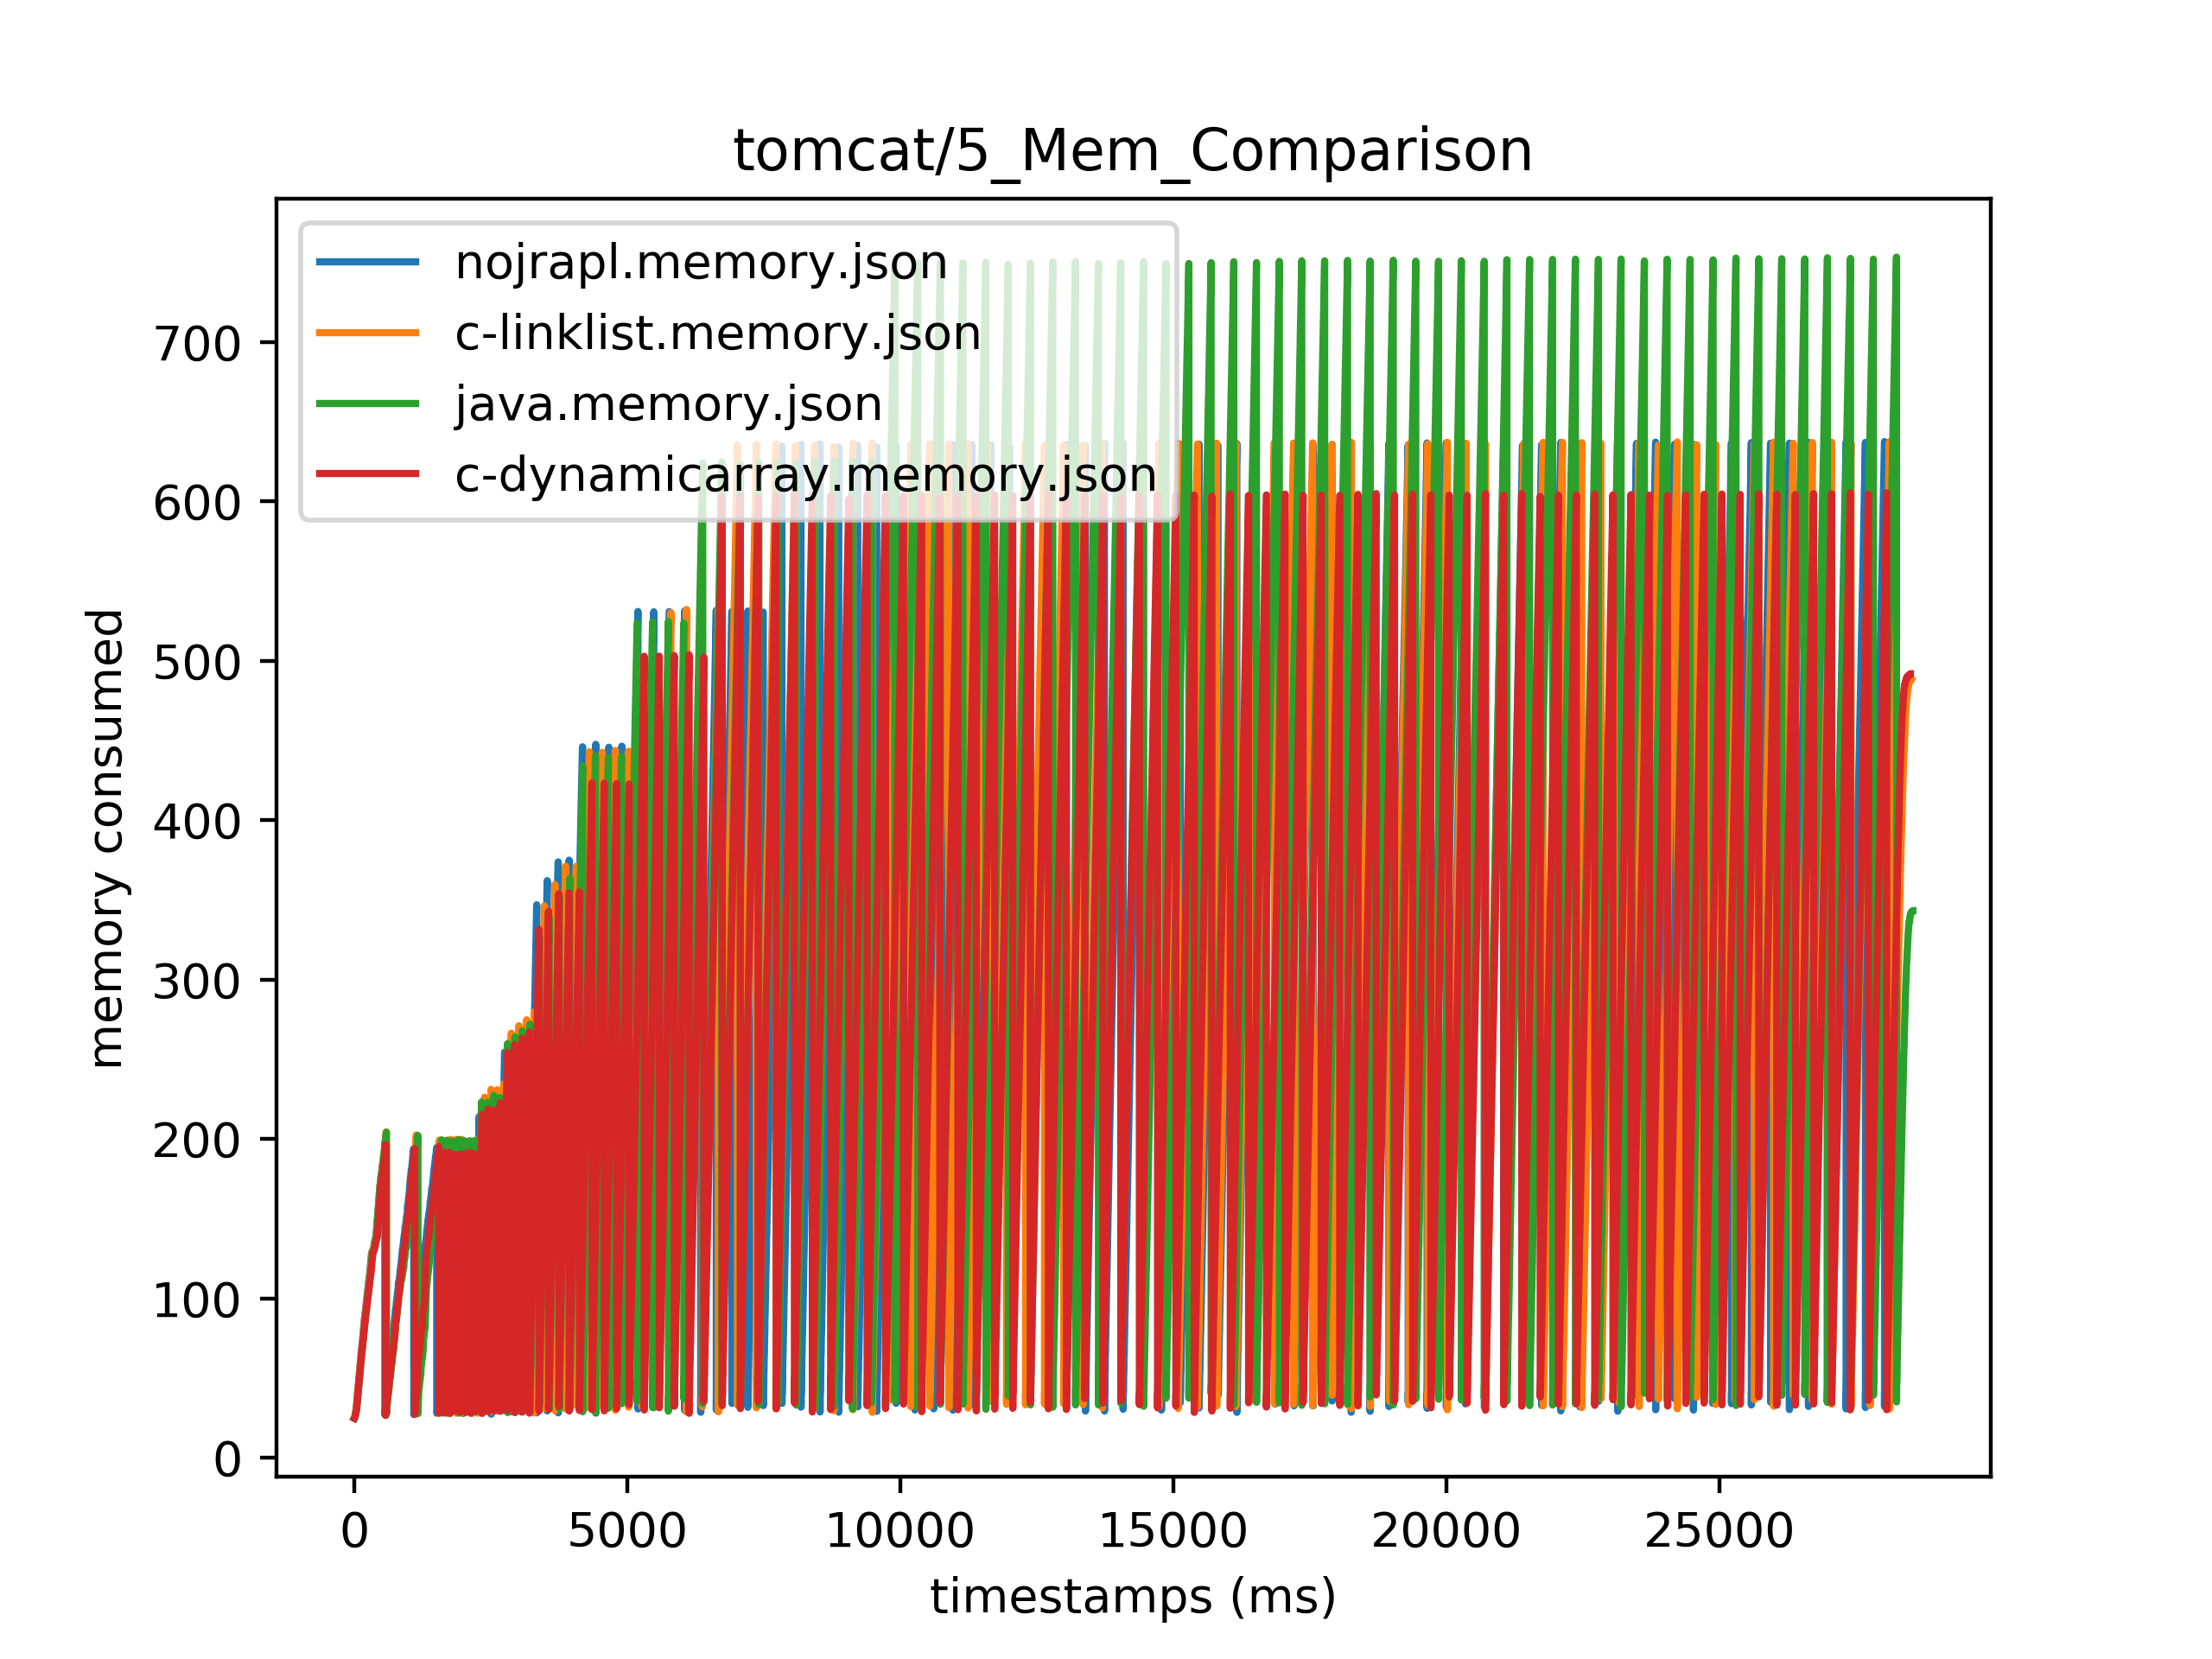 tomcat/5_Mem_Comparison
nojrapl.memory.json
c-linklist.memory.json
java.memory.json
c-dynamicarray.memory.json
memory consumed
700
600
500
400
300
200
100
0
0 5000 10000 15000 20000 25000
timestamps (ms)